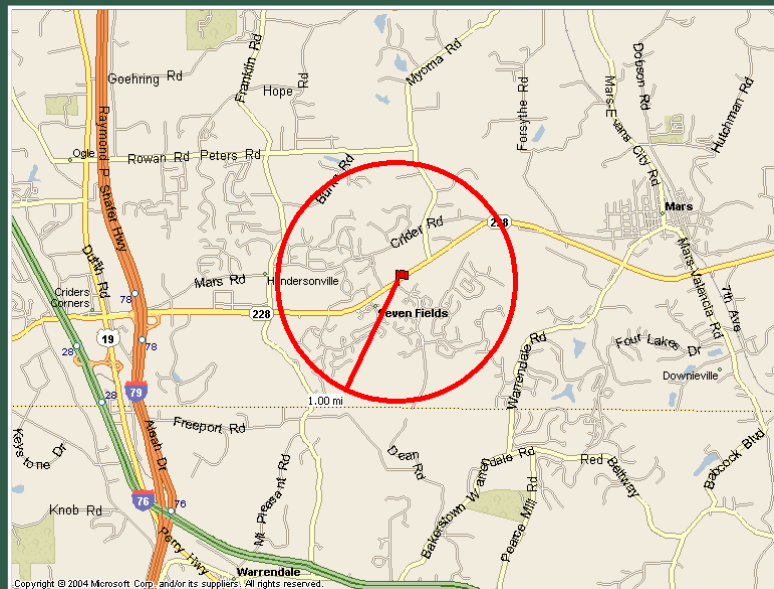 Goehring Rd
Franklin Rd
Hope Rd
Myoma Rd
Forsythe Rd
Dobson Rd
Mars-Evans City Rd
Hutchman Rd
Raymond P Shafer Hwy
Ogle
Rowan Rd
Peters Rd
Burke Rd
Mars
Crider Rd
228
Dutilh Rd
Mars Rd
Hendersonville
Criders Corners
78
228
Seven Fields
Mars-Valencia Rd
7th Ave
19
28
78
Warrendale Rd
Four Lakes Dr
Downieville
79
28
1.00 mi
Freeport Rd
Keystone Dr
Alsan Dr
Dean Rd
Bakerstown Warrendale Rd
Red Beltway
Babcock Blvd
Mt Pleasant Rd
76
76
Knob Rd
Pearce Mill Rd
Perry Hwy
Warrendale
Copyright © 2004 Microsoft Corp. and/or its suppliers. All rights reserved.